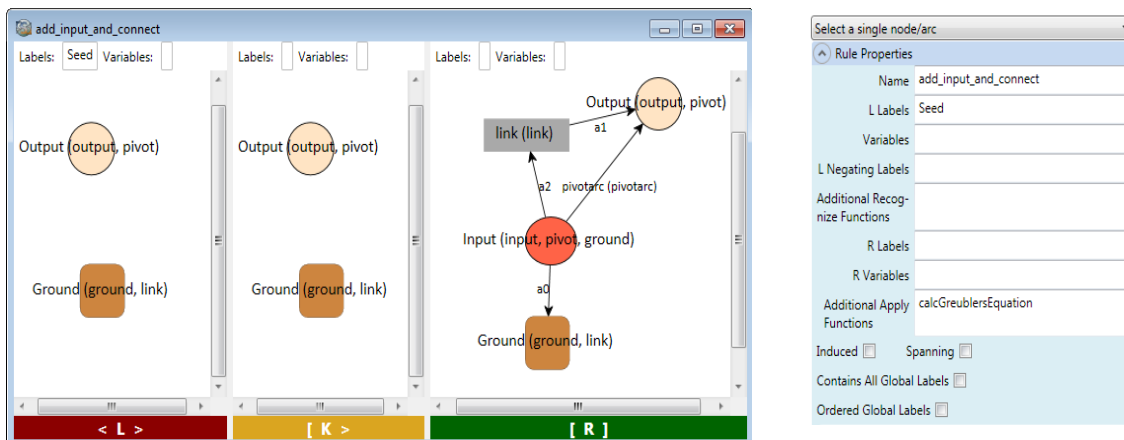 add_input_and_connect
Labels: Seed Variables:
Output (output, pivot)
Ground (ground, link)
< L >
Labels: Variables:
Output (output, pivot)
Ground (ground, link)
[ K >
Labels: Variables:
Output (output, pivot)
link (link)
a1
a2 pivotarc (pivotarc)
Input (input, pivot, ground)
a0
Ground (ground, link)
[ R ]
Select a single node/arc
Rule Properties
Name add_input_and_connect
L Labels Seed
Variables
L Negating Labels
Additional Recog-
nize Functions
R Labels
R Variables
Additional Apply calcGreublersEquation
Functions
Induced Spanning
Contains All Global Labels
Ordered Global Labels